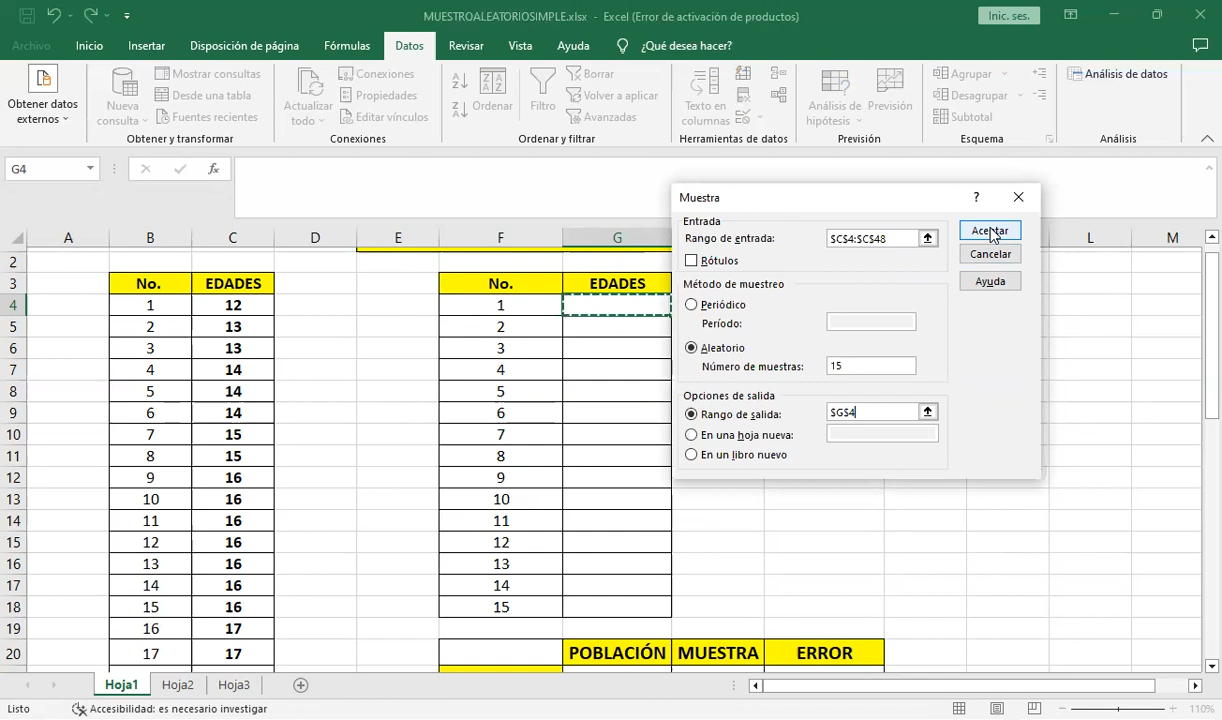 MUESTROALEATORIOSIMPLE.xlsx - Excel (Error de activación de productos)
Inic. ses.
Archivo Inicio Insertar Disposición de página Fórmulas Datos Revisar Vista Ayuda ¿Qué desea hacer?
Obtener datos externos
Nueva consulta
Mostrar consultas
Desde una tabla
Fuentes recientes
Obtener y transformar
Actualizar todo
Conexiones
Propiedades
Editar vínculos
Conexiones
Ordenar
Filtro
Borrar
Volver a aplicar
Avanzadas
Ordenar y filtrar
Texto en columnas
Herramientas de datos
Análisis de hipótesis
Previsión
Previsión
Agrupar
Desagrupar
Subtotal
Esquema
Análisis de datos
Análisis
G4 fx
A B C D E F G L M
2
3 No. EDADES No. EDADES
4 1 12 1
5 2 13 2
6 3 13 3
7 4 14 4
8 5 14 5
9 6 14 6
10 7 15 7
11 8 15 8
12 9 16 9
13 10 16 10
14 11 16 11
15 12 16 12
16 13 16 13
17 14 16 14
18 15 16 15
19 16 17
20 17 17 POBLACIÓN MUESTRA ERROR
Muestra ?
Entrada
Rango de entrada: $C$4:$C$48
Rótulos
Método de muestreo
Periódico
Período:
Aleatorio
Número de muestras: 15
Opciones de salida
Rango de salida: $G$4
En una hoja nueva:
En un libro nuevo
Aceptar
Cancelar
Ayuda
Hoja1 Hoja2 Hoja3
Listo Accesibilidad: es necesario investigar 110%